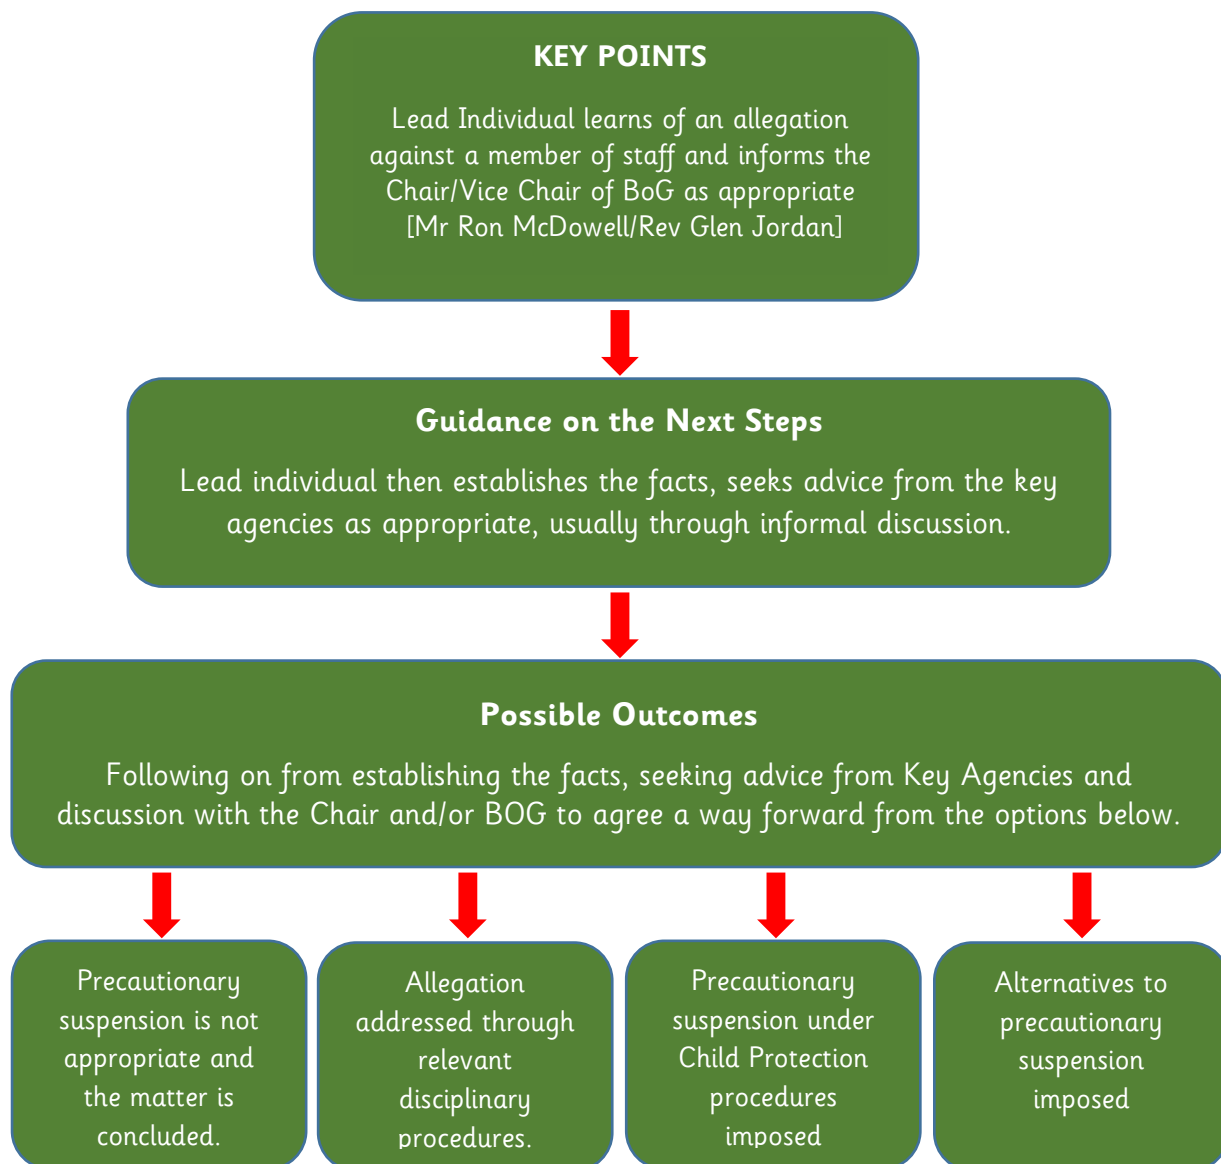 KEY POINTS
Lead Individual learns of an allegation
against a member of staff and informs the
Chair/Vice Chair of BoG as appropriate
[Mr Ron McDowell/Rev Glen Jordan]
Guidance on the Next Steps
Lead individual then establishes the facts, seeks advice from the key
agencies as appropriate, usually through informal discussion.
Possible Outcomes
Following on from establishing the facts, seeking advice from Key Agencies and
discussion with the Chair and/or BOG to agree a way forward from the options below.
Precautionary
suspension is not
appropriate and
the matter is
concluded.
Allegation
addressed through
relevant
disciplinary
procedures.
Precautionary
suspension under
Child Protection
procedures
imposed
Alternatives to
precautionary
suspension
imposed